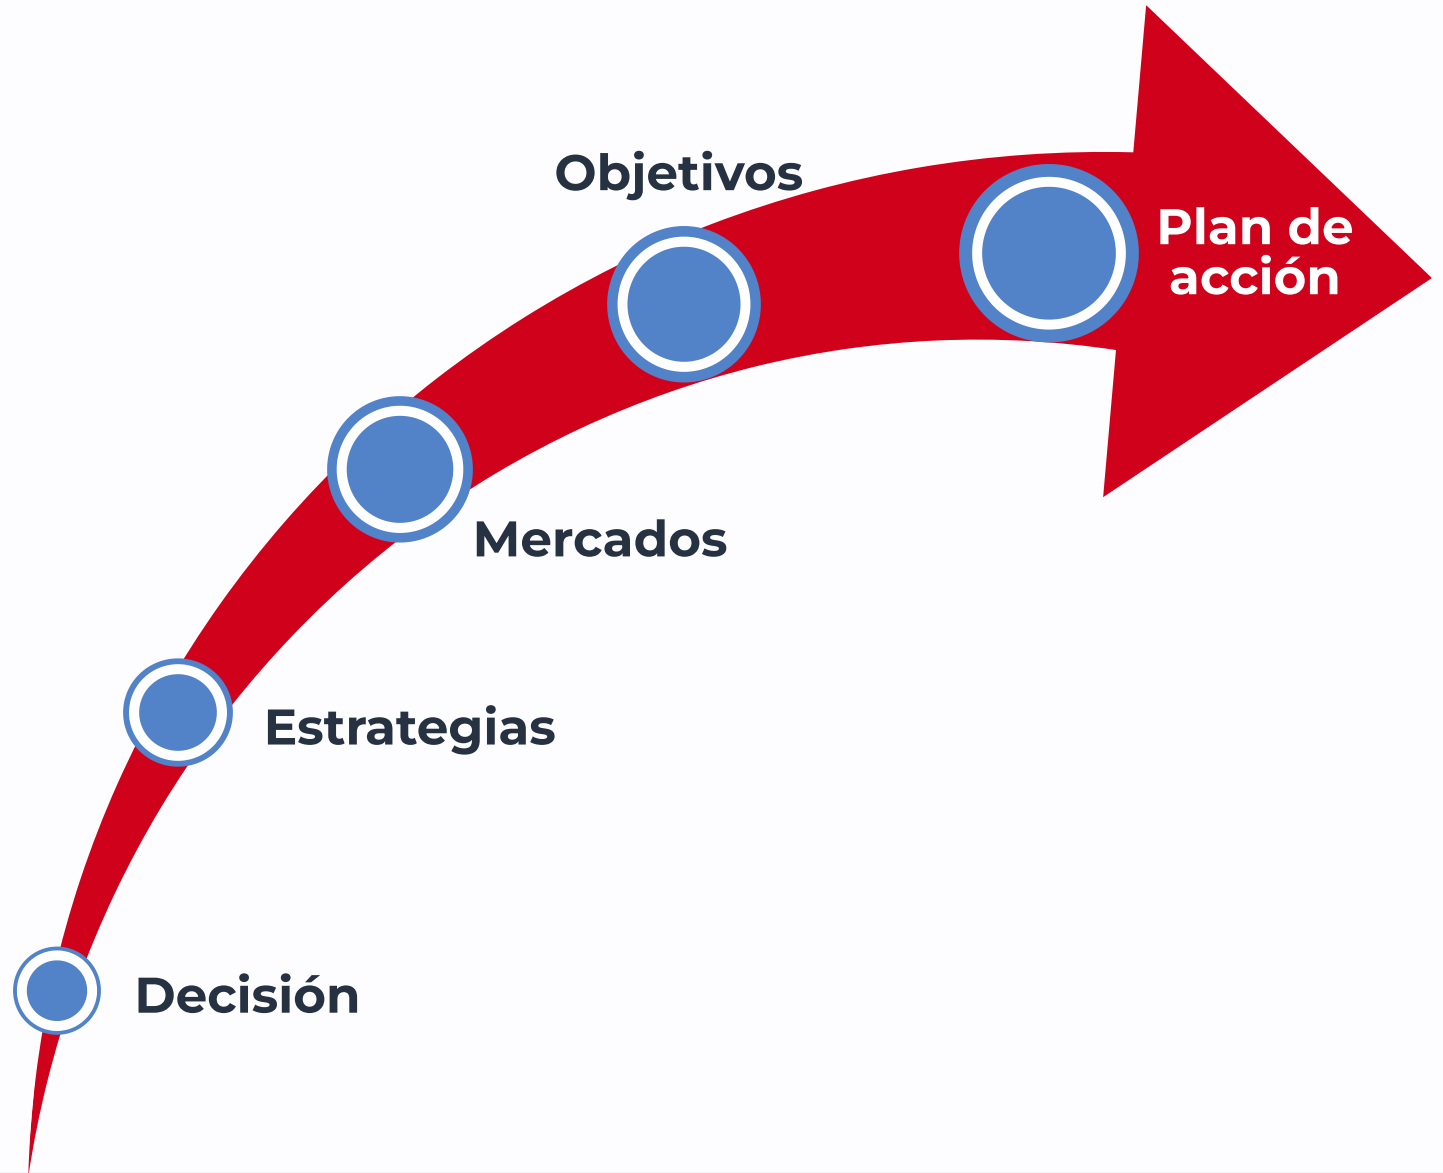 Objetivos
Plan de
acción
Mercados
Estrategias
Decisión